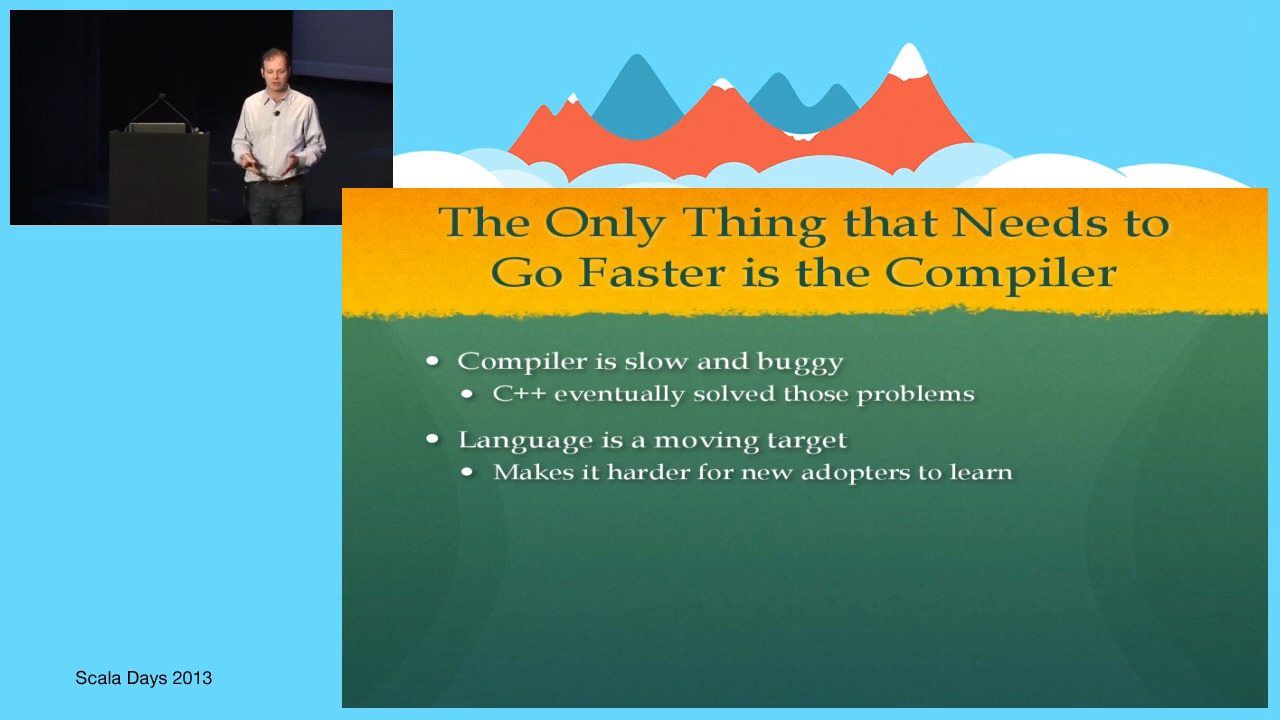 The Only Thing that Needs to
Go Faster is the Compiler
Compiler is slow and buggy
C++ eventually solved those problems
Language is a moving target
Makes it harder for new adopters to learn
Scala Days 2013